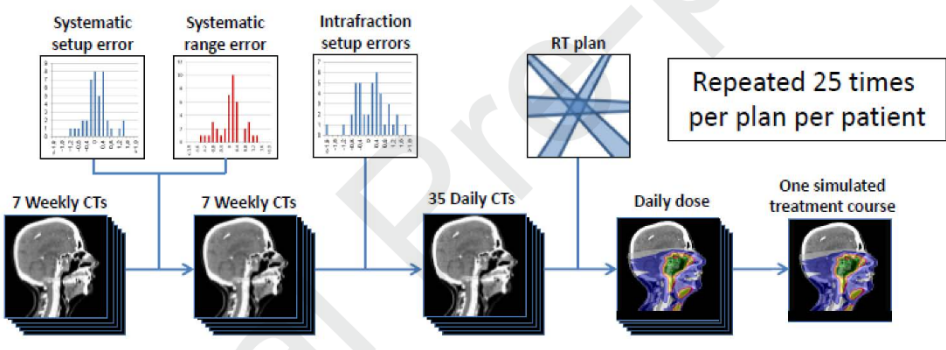 Systematic
setup error
Systematic
range error
Intrafraction
setup errors
RT plan
Repeated 25 times
per plan per patient
7 Weekly CTs
7 Weekly CTs
35 Daily CTs
Daily dose
One simulated
treatment course